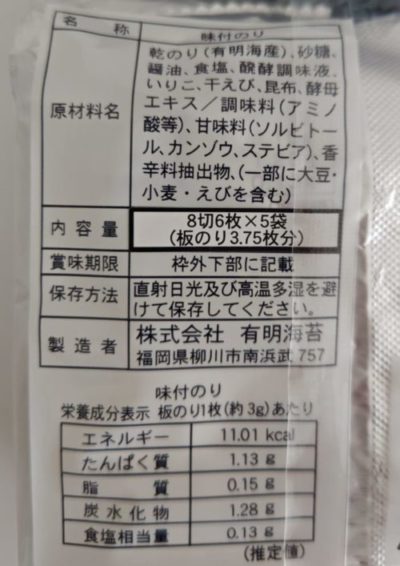 名称 味付のり
原材料名 乾のり(有明海産)、砂糖、
醤油、食塩、醗酵調味液、
いりこ、干えび、昆布、酵母
エキス／調味料(アミノ
酸等)、甘味料(ソルビトー
ル、カンゾウ、ステビア)、香
辛料抽出物、(一部に大豆・
小麦・えびを含む)
内容量 8切6枚×5袋
(板のり3.75枚分)
賞味期限 枠外下部に記載
保存方法 直射日光及び高温多湿を避
けて保存してください。
製造者 株式会社 有明海苔
福岡県柳川市南浜武 757
味付のり
栄養成分表示 板のり1枚(約3g)あたり
エネルギー 11.01 kcal
たんぱく質 1.13 g
脂質 0.15 g
炭水化物 1.28 g
食塩相当量 0.13 g
(推定値)